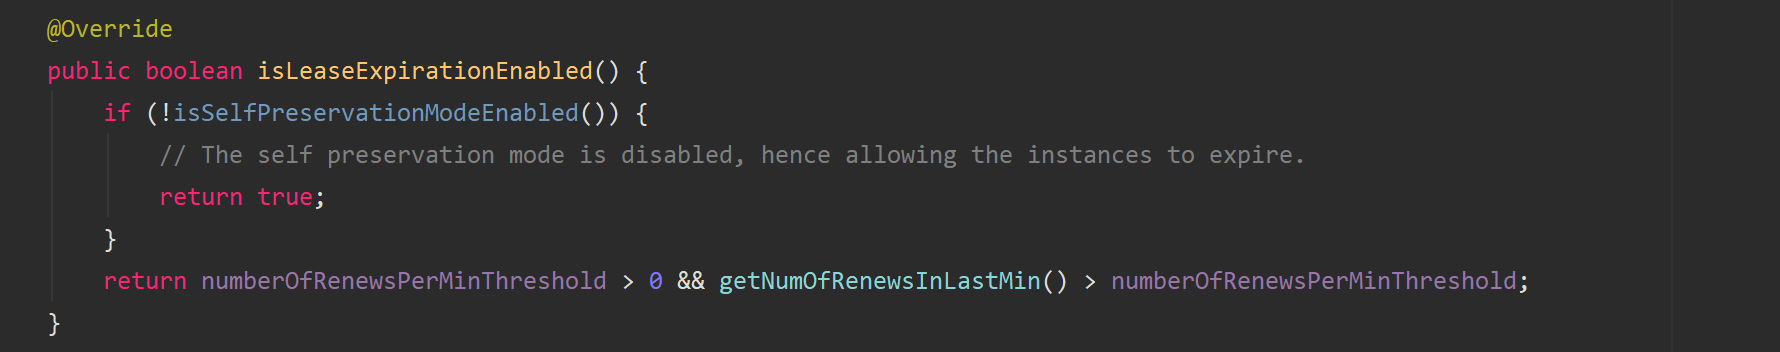 @Override
public boolean isLeaseExpirationEnabled() {
if (!isSelfPreservationModeEnabled()) {
// The self preservation mode is disabled, hence allowing the instances to expire.
return true;
}
return numberOfRenewsPerMinThreshold > 0 && getNumOfRenewsInLastMin() > numberOfRenewsPerMinThreshold;
}